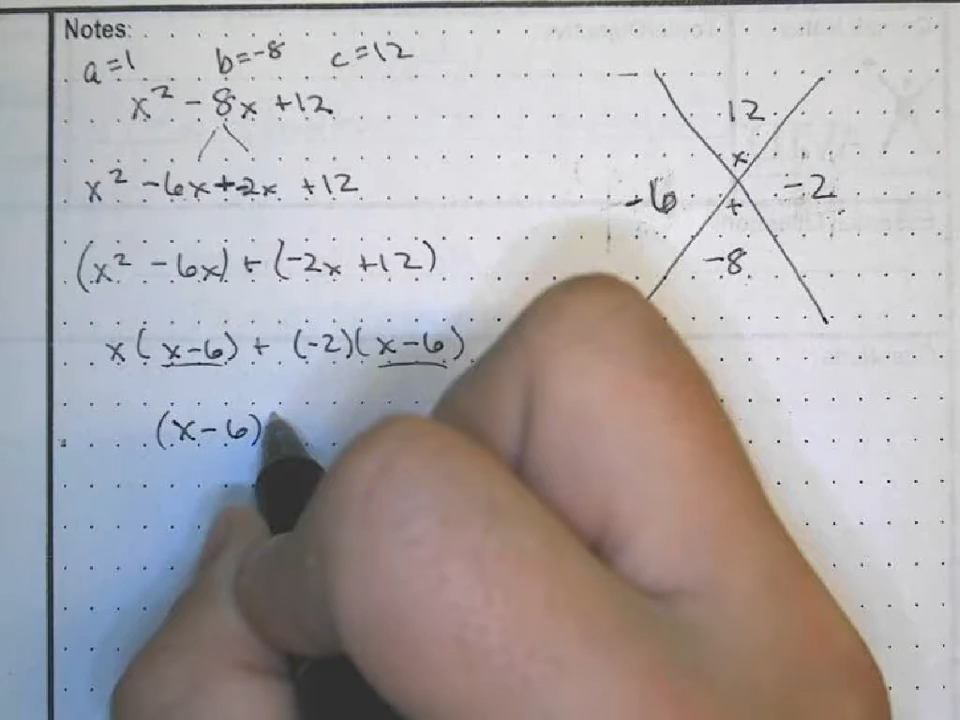 Notes:
a=1 b=-8 c=12
x² - 8x +12
x² -6x+2x +12
(x² -6x) + (-2x +12)
x(x-6) + (-2)(x-6)
(x-6)
12
x
-6 -2
+
-8